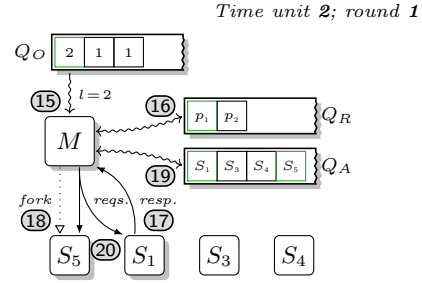 Time unit 2; round 1
Q_O 2 1 1
15 l=2 16 p_1 p_2 Q_R
M
19 S_1 S_3 S_4 S_5 Q_A
fork reqs. resp.
18 20 17
S_5 S_1 S_3 S_4